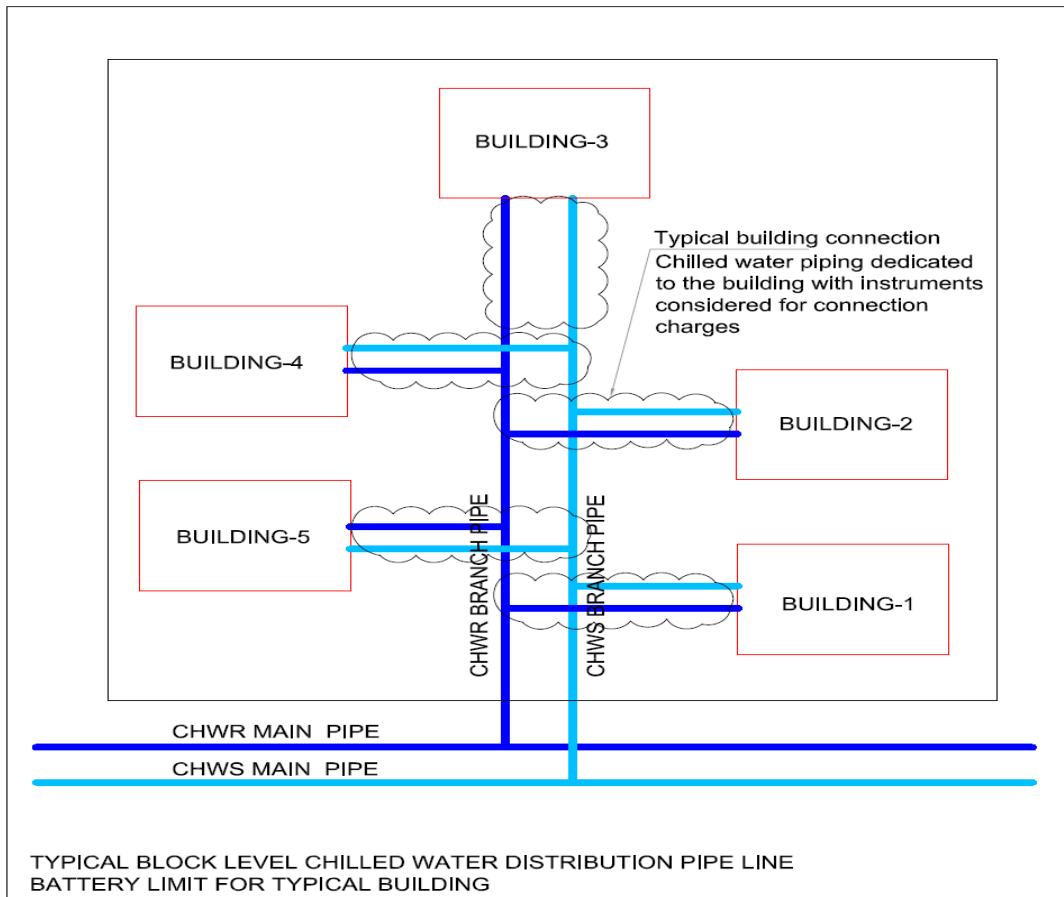 BUILDING-3
Typical building connection
Chilled water piping dedicated
to the building with instruments
considered for connection
charges
BUILDING-4
BUILDING-2
BUILDING-5
CHWR BRANCH PIPE
CHWS BRANCH PIPE
BUILDING-1
CHWR MAIN PIPE
CHWS MAIN PIPE
TYPICAL BLOCK LEVEL CHILLED WATER DISTRIBUTION PIPE LINE
BATTERY LIMIT FOR TYPICAL BUILDING